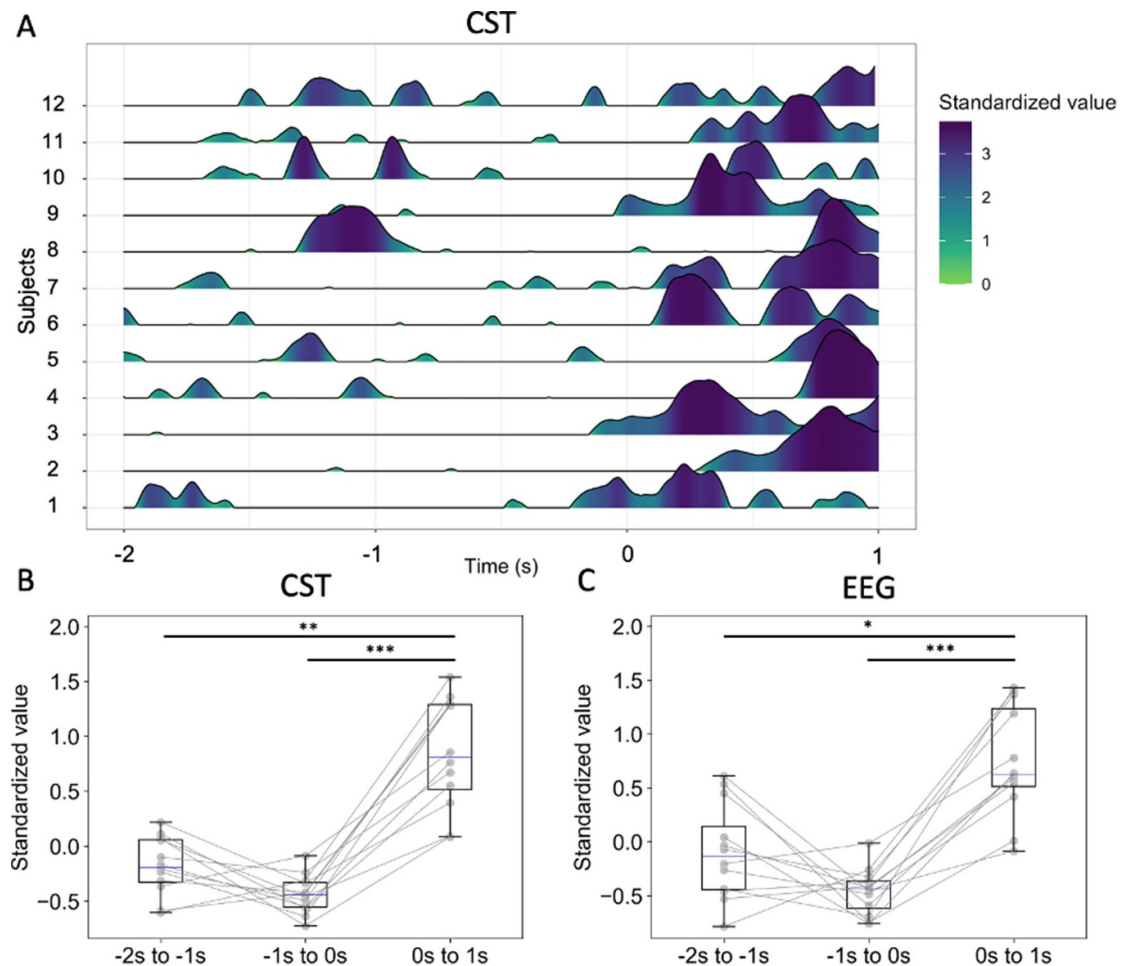 A
CST
Subjects
12
11
10
9
8
7
6
5
4
3
2
1
-2
-1
0
1
Time (s)
Standardized value
3
2
1
0
B
CST
Standardized value
2.0
1.5
1.0
0.5
0.0
−0.5
**
***
-2s to -1s
-1s to 0s
0s to 1s
C
EEG
Standardized value
2.0
1.5
1.0
0.5
0.0
−0.5
*
***
-2s to -1s
-1s to 0s
0s to 1s